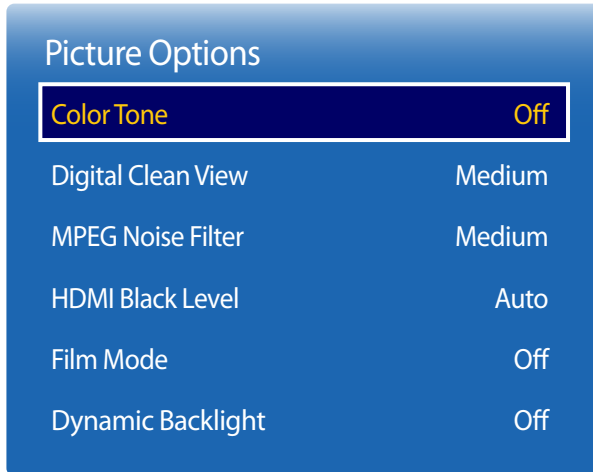 Picture Options
Color Tone Off
Digital Clean View Medium
MPEG Noise Filter Medium
HDMI Black Level Auto
Film Mode Off
Dynamic Backlight Off